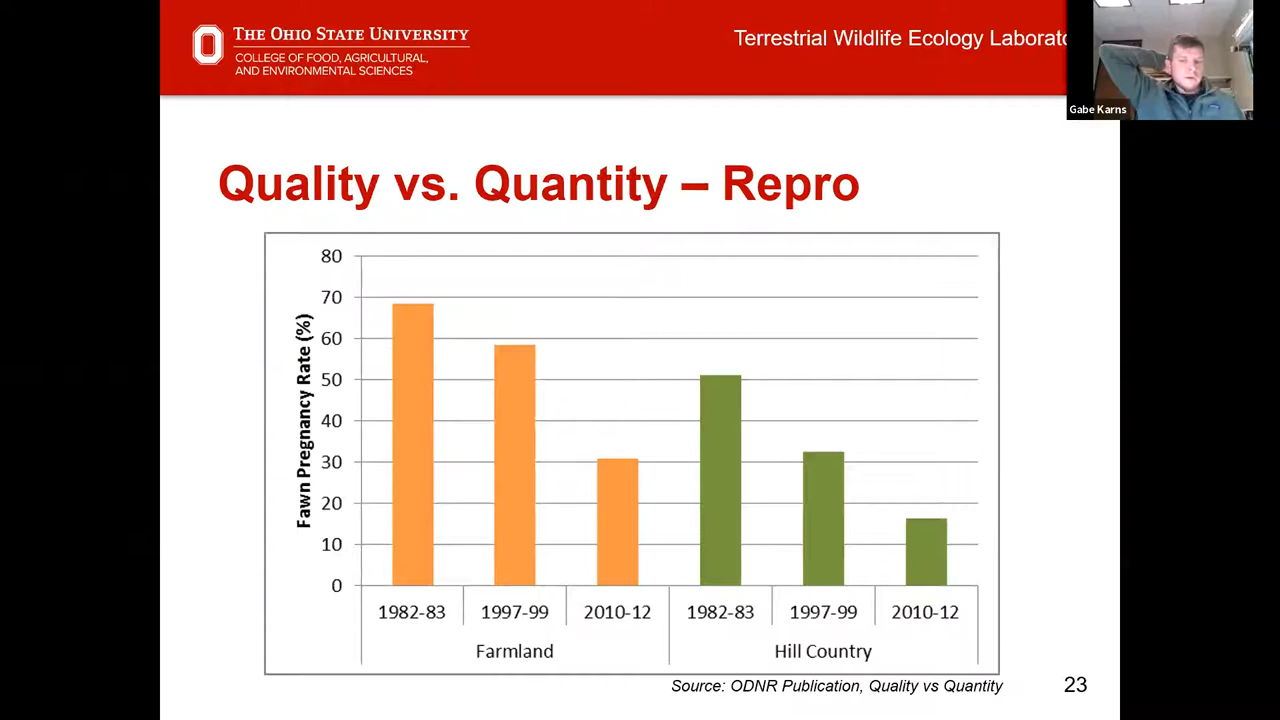 THE OHIO STATE UNIVERSITY
COLLEGE OF FOOD, AGRICULTURAL,
AND ENVIRONMENTAL SCIENCES
Terrestrial Wildlife Ecology
Gabe Karns
Quality vs. Quantity – Repro
Fawn Pregnancy Rate (%)
80
70
60
50
40
30
20
10
0
1982-83 1997-99 2010-12 1982-83 1997-99 2010-12
Farmland Hill Country
Source: ODNR Publication, Quality vs Quantity
23